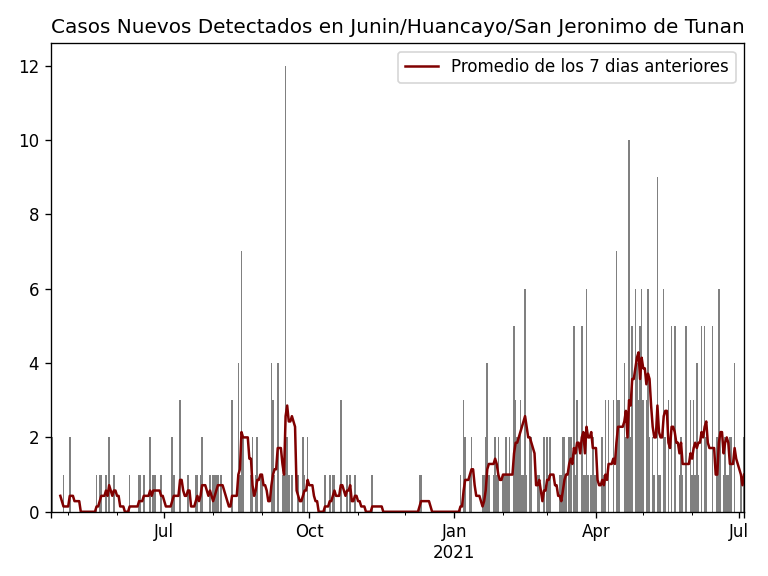 Casos Nuevos Detectados en Junin/Huancayo/San Jeronimo de Tunan
Promedio de los 7 dias anteriores
12
10
8
6
4
2
0
Jul
Oct
Jan
Apr
Jul
2021